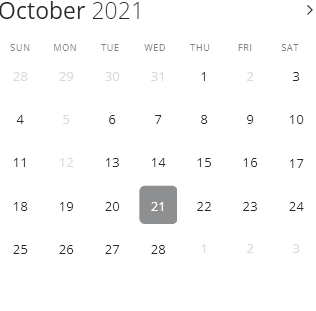 October 2021
SUN MON TUE WED THU FRI SAT
28 29 30 31 1 2 3
4 5 6 7 8 9 10
11 12 13 14 15 16 17
18 19 20 21 22 23 24
25 26 27 28 1 2 3